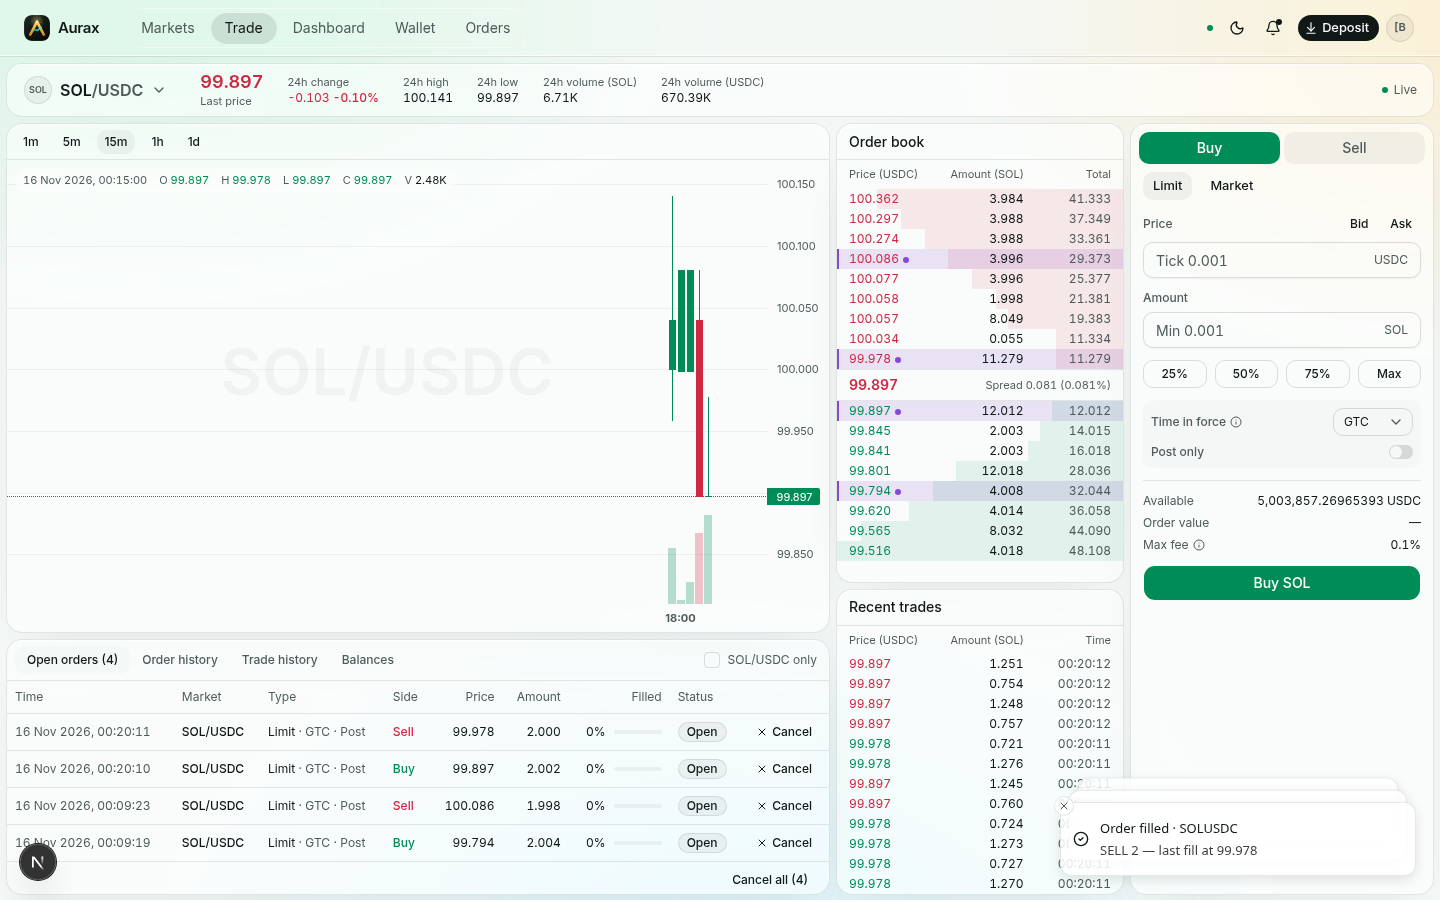 Aurax
Markets Trade Dashboard Wallet Orders
Deposit
[B
SOL SOL/USDC
99.897
Last price
24h change
-0.103 -0.10%
24h high
100.141
24h low
99.897
24h volume (SOL)
6.71K
24h volume (USDC)
670.39K
Live
1m 5m 15m 1h 1d
16 Nov 2026, 00:15:00 O 99.897 H 99.978 L 99.897 C 99.897 V 2.48K
SOL/USDC
100.150
100.100
100.050
100.000
99.950
99.897
99.850
18:00
Order book
Price (USDC) Amount (SOL) Total
100.362 3.984 41.333
100.297 3.988 37.349
100.274 3.988 33.361
100.086 3.996 29.373
100.077 3.996 25.377
100.058 1.998 21.381
100.057 8.049 19.383
100.034 0.055 11.334
99.978 11.279 11.279
99.897 Spread 0.081 (0.081%)
99.897 12.012 12.012
99.845 2.003 14.015
99.841 2.003 16.018
99.801 12.018 28.036
99.794 4.008 32.044
99.620 4.014 36.058
99.565 8.032 44.090
99.516 4.018 48.108
Recent trades
Price (USDC) Amount (SOL) Time
99.897 1.251 00:20:12
99.897 0.754 00:20:12
99.897 1.248 00:20:12
99.897 0.757 00:20:12
99.978 0.721 00:20:11
99.978 1.276 00:20:11
99.897 1.245 00:20:11
99.897 0.760
99.978 0.724
99.978 1.273
99.978 0.727 00:20:11
99.978 1.270 00:20:11
Buy Sell
Limit Market
Price Bid Ask
Tick 0.001 USDC
Amount
Min 0.001 SOL
25% 50% 75% Max
Time in force GTC
Post only
Available 5,003,857.26965393 USDC
Order value —
Max fee 0.1%
Buy SOL
Open orders (4) Order history Trade history Balances SOL/USDC only
Time Market Type Side Price Amount Filled Status
16 Nov 2026, 00:20:11 SOL/USDC Limit · GTC · Post Sell 99.978 2.000 0% Open Cancel
16 Nov 2026, 00:20:10 SOL/USDC Limit · GTC · Post Buy 99.897 2.002 0% Open Cancel
16 Nov 2026, 00:09:23 SOL/USDC Limit · GTC · Post Sell 100.086 1.998 0% Open Cancel
16 Nov 2026, 00:09:19 SOL/USDC Limit · GTC · Post Buy 99.794 2.004 0% Open Cancel
Cancel all (4)
N
Order filled · SOLUSDC
SELL 2 — last fill at 99.978